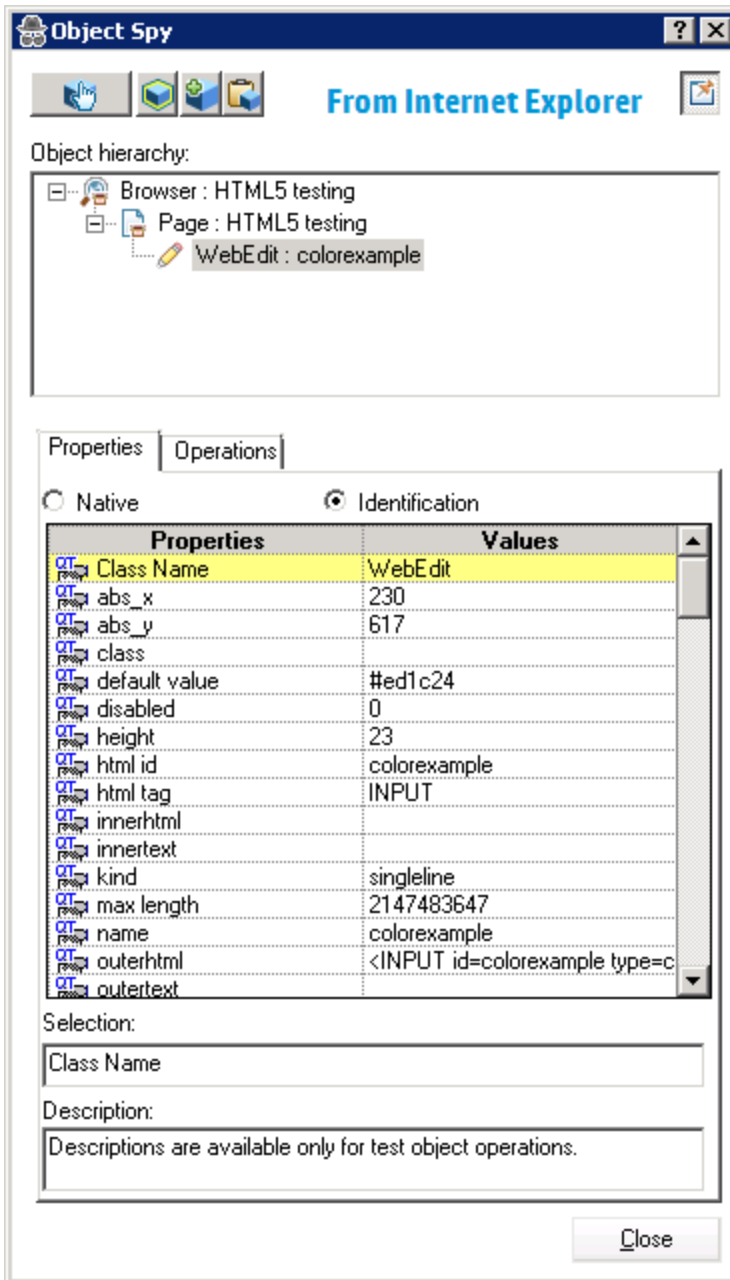 Object Spy
From Internet Explorer
Object hierarchy:
Browser : HTML5 testing
Page : HTML5 testing
WebEdit : colorexample
Properties Operations
Native Identification
Properties Values
Class Name WebEdit
abs_x 230
abs_y 617
class
default value #ed1c24
disabled 0
height 23
html id colorexample
html tag INPUT
innerhtml
innertext
kind singleline
max length 2147483647
name colorexample
outerhtml <INPUT id=colorexample type=c
outertext
Selection:
Class Name
Description:
Descriptions are available only for test object operations.
Close